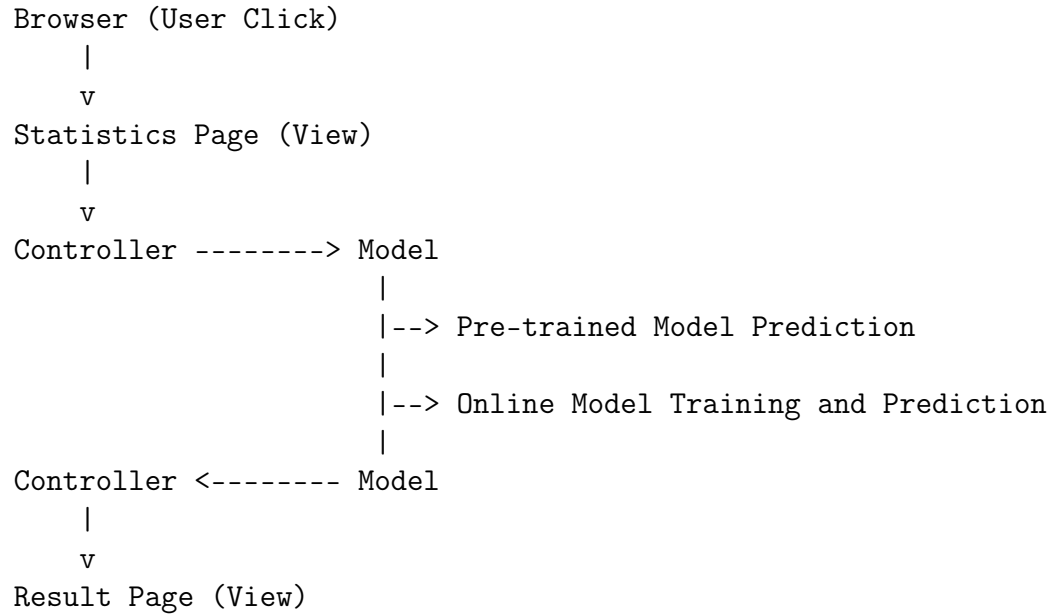 Browser (User Click)
|
v
Statistics Page (View)
|
v
Controller --------> Model
|
|--> Pre-trained Model Prediction
|
|--> Online Model Training and Prediction
|
Controller <-------- Model
|
v
Result Page (View)